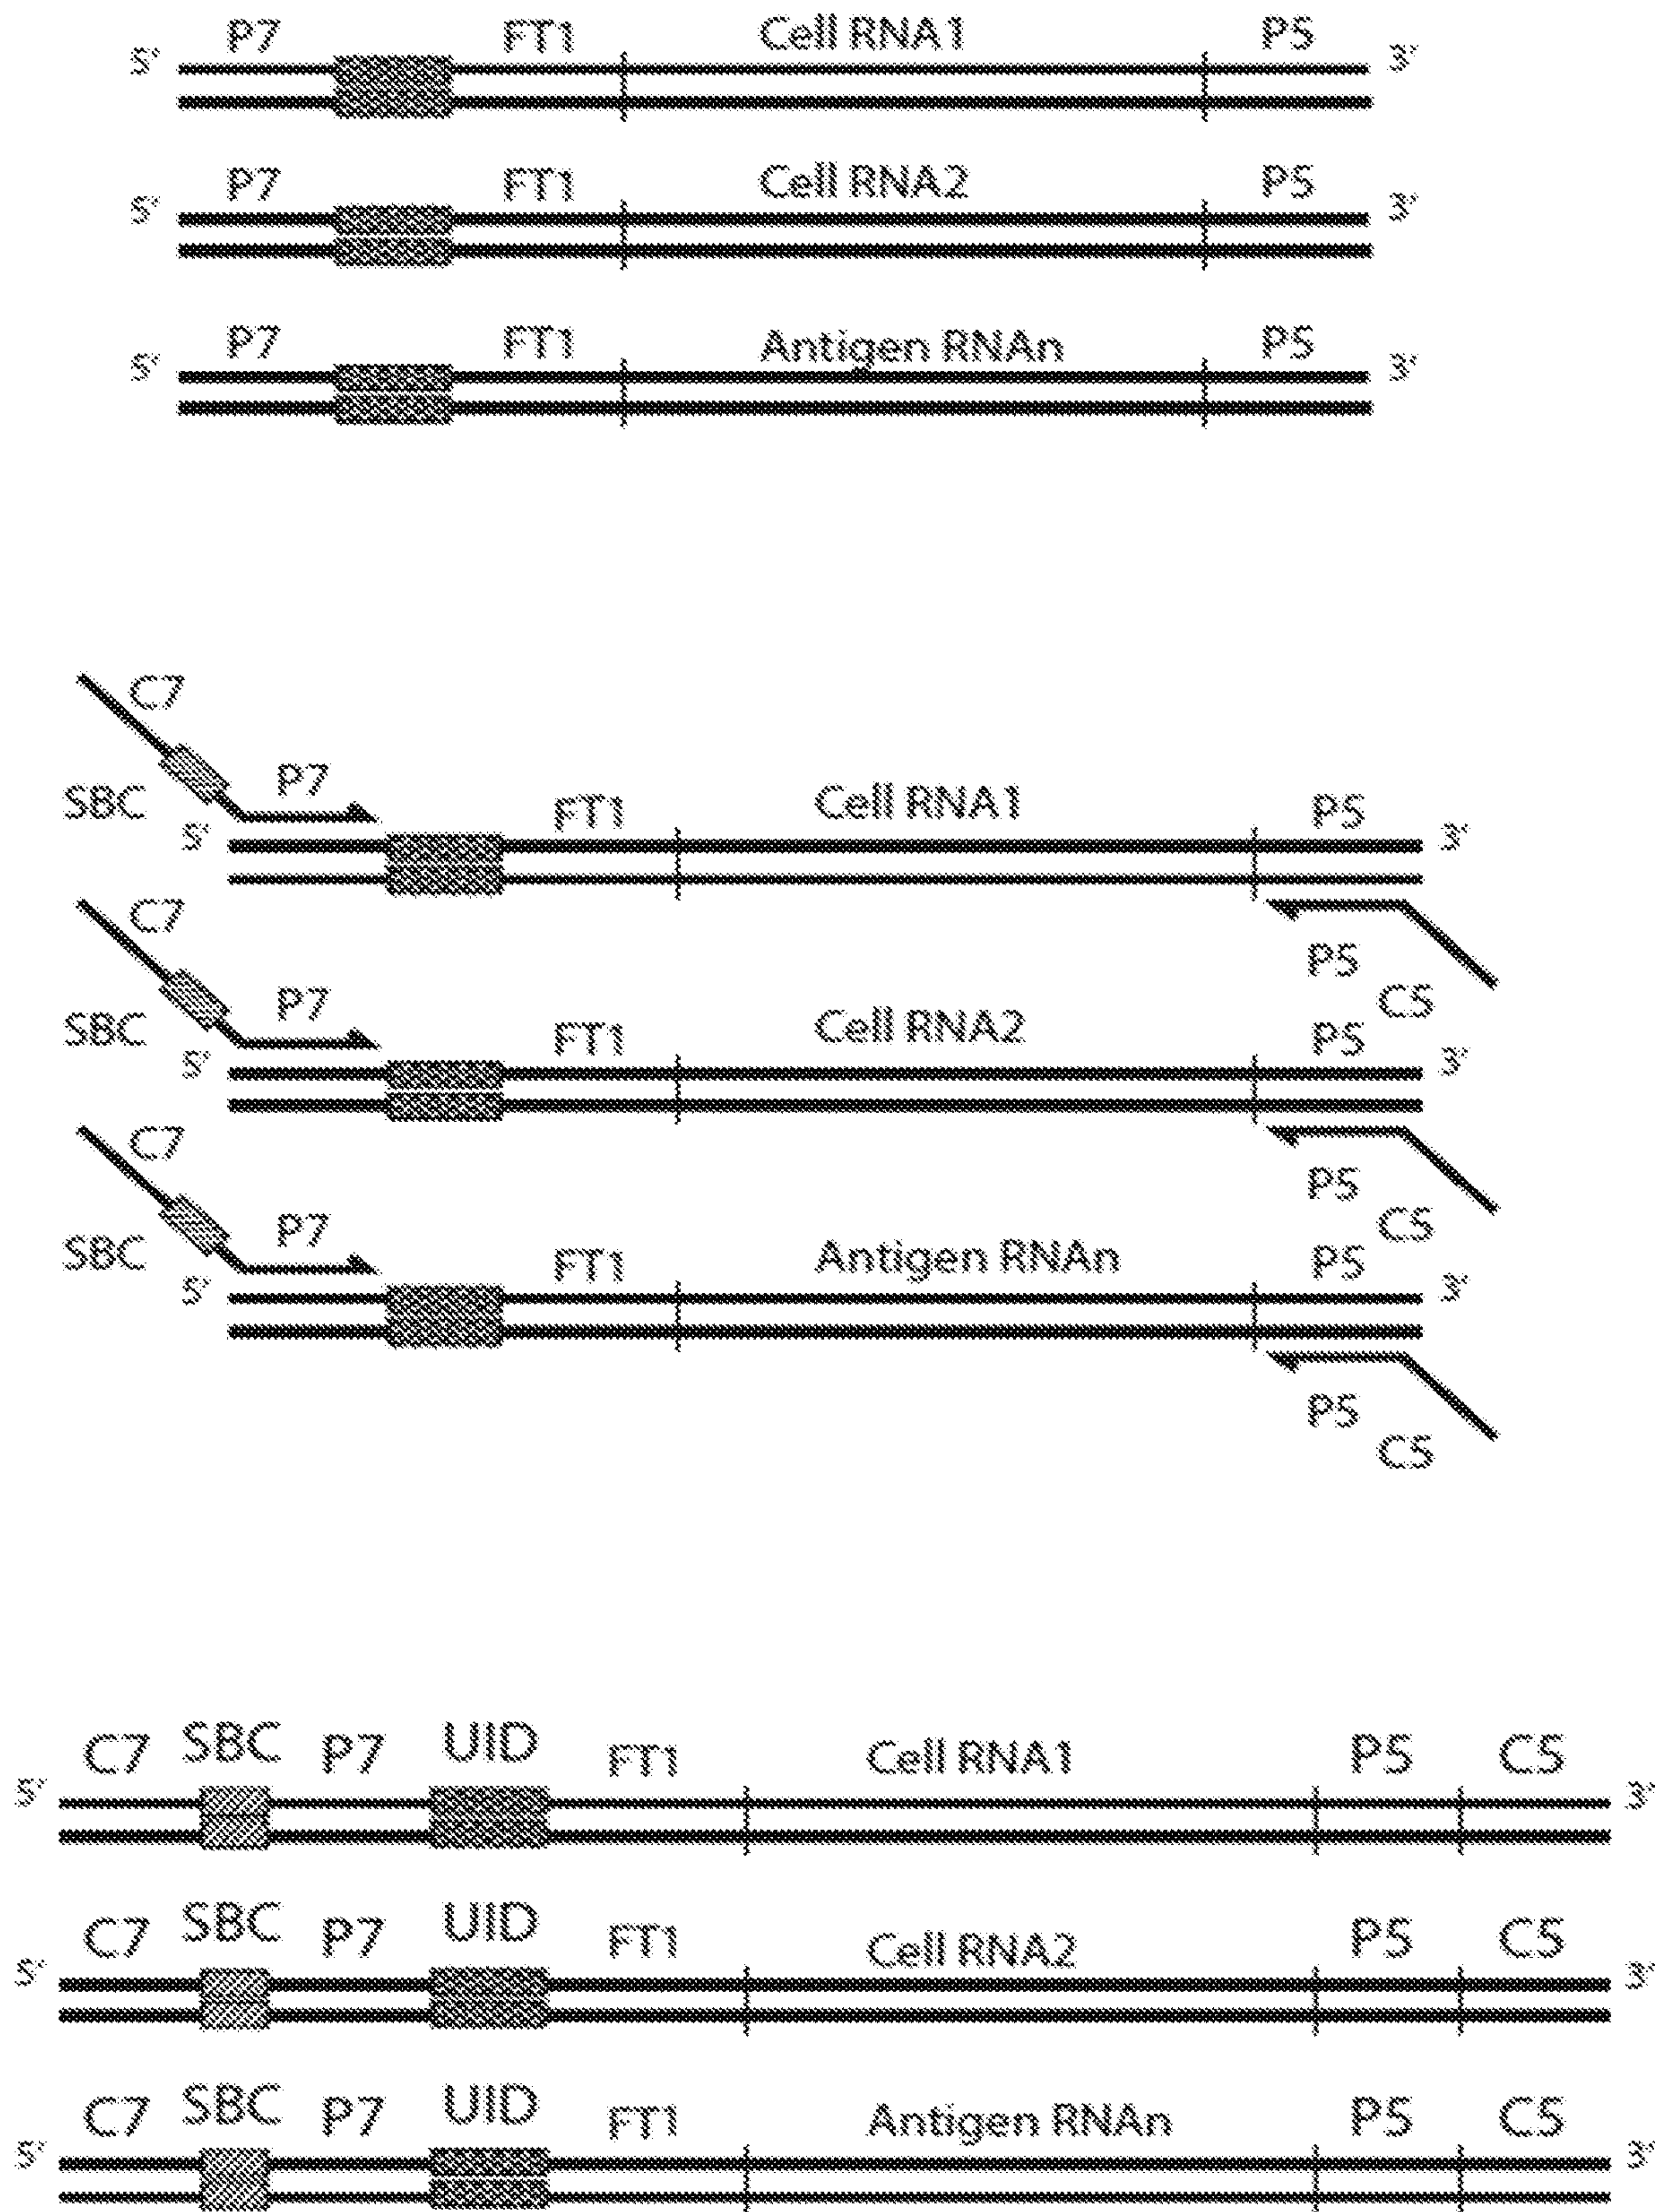 P7 FT1 Cell RNA1 P5
5' 3'
P7 FT1 Cell RNA2 P5
5' 3'
P7 FT1 Antigen RNAn P5
5' 3'
C7
SBC P7 FT1 Cell RNA1 P5
5' 3'
C7 P5
C5
SBC P7 FT1 Cell RNA2 P5
5' 3'
C7 P5
C5
SBC P7 FT1 Antigen RNAn P5
5' 3'
P5
C5
C7 SBC P7 UID FT1 Cell RNA1 P5 C5
5' 3'
C7 SBC P7 UID FT1 Cell RNA2 P5 C5
5' 3'
C7 SBC P7 UID FT1 Antigen RNAn P5 C5
5' 3'